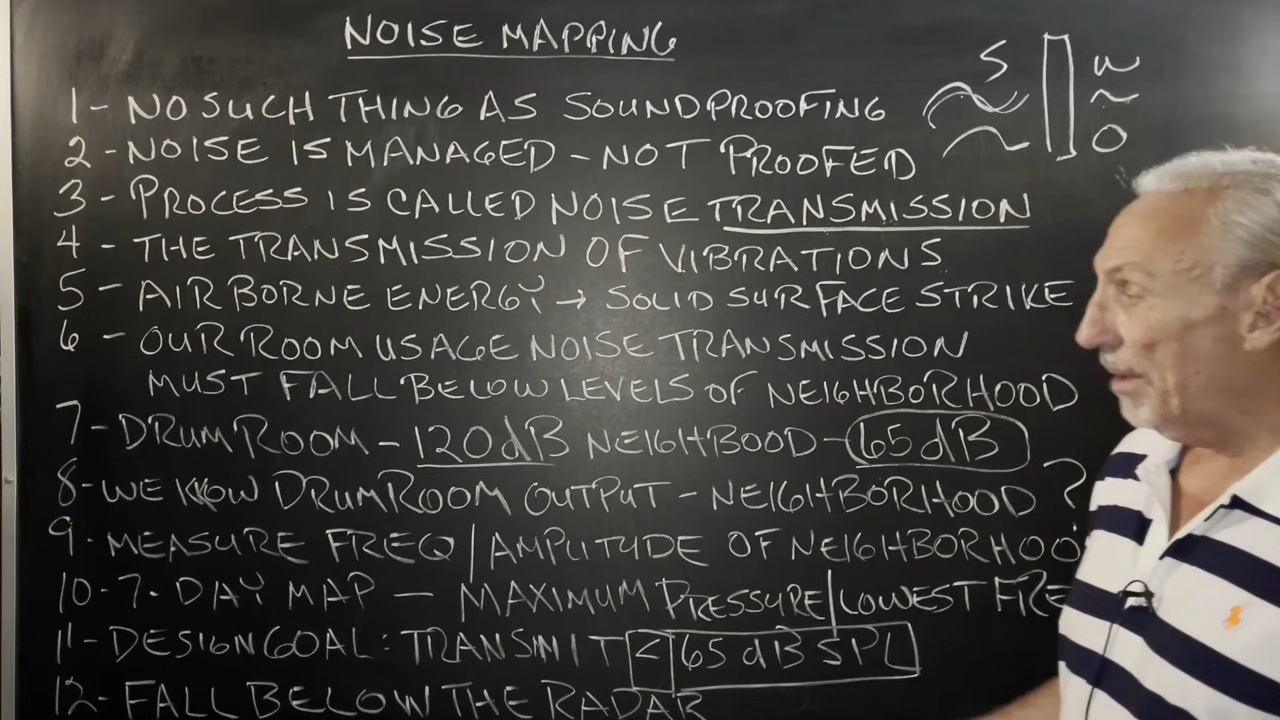 NOISE MAPPING
S
1 - NO SUCH THING AS SOUNDPROOFING
2 - NOISE IS MANAGED - NOT PROOFED
3 - PROCESS IS CALLED NOISE TRANSMISSION
4 - THE TRANSMISSION OF VIBRATIONS
5 - AIR BORNE ENERGY → SOLID SURFACE STRIKE
6 - OUR ROOM USAGE NOISE TRANSMISSION
MUST FALL BELOW LEVELS OF NEIGHBORHOOD
7 - DRUM ROOM - 120 dB NEIGHBOOD - 65 dB
8 - WE KNOW DRUM ROOM OUTPUT - NEIGHBORHOOD ?
9 - MEASURE FREQ / AMPLITUDE OF NEIGHBORHOO
10 - 7 - DAY MAP — MAXIMUM PRESSURE / LOWEST FRE
11 - DESIGN GOAL : TRANSMIT < 65 dB SPL
12 - FALL BELOW THE RADAR